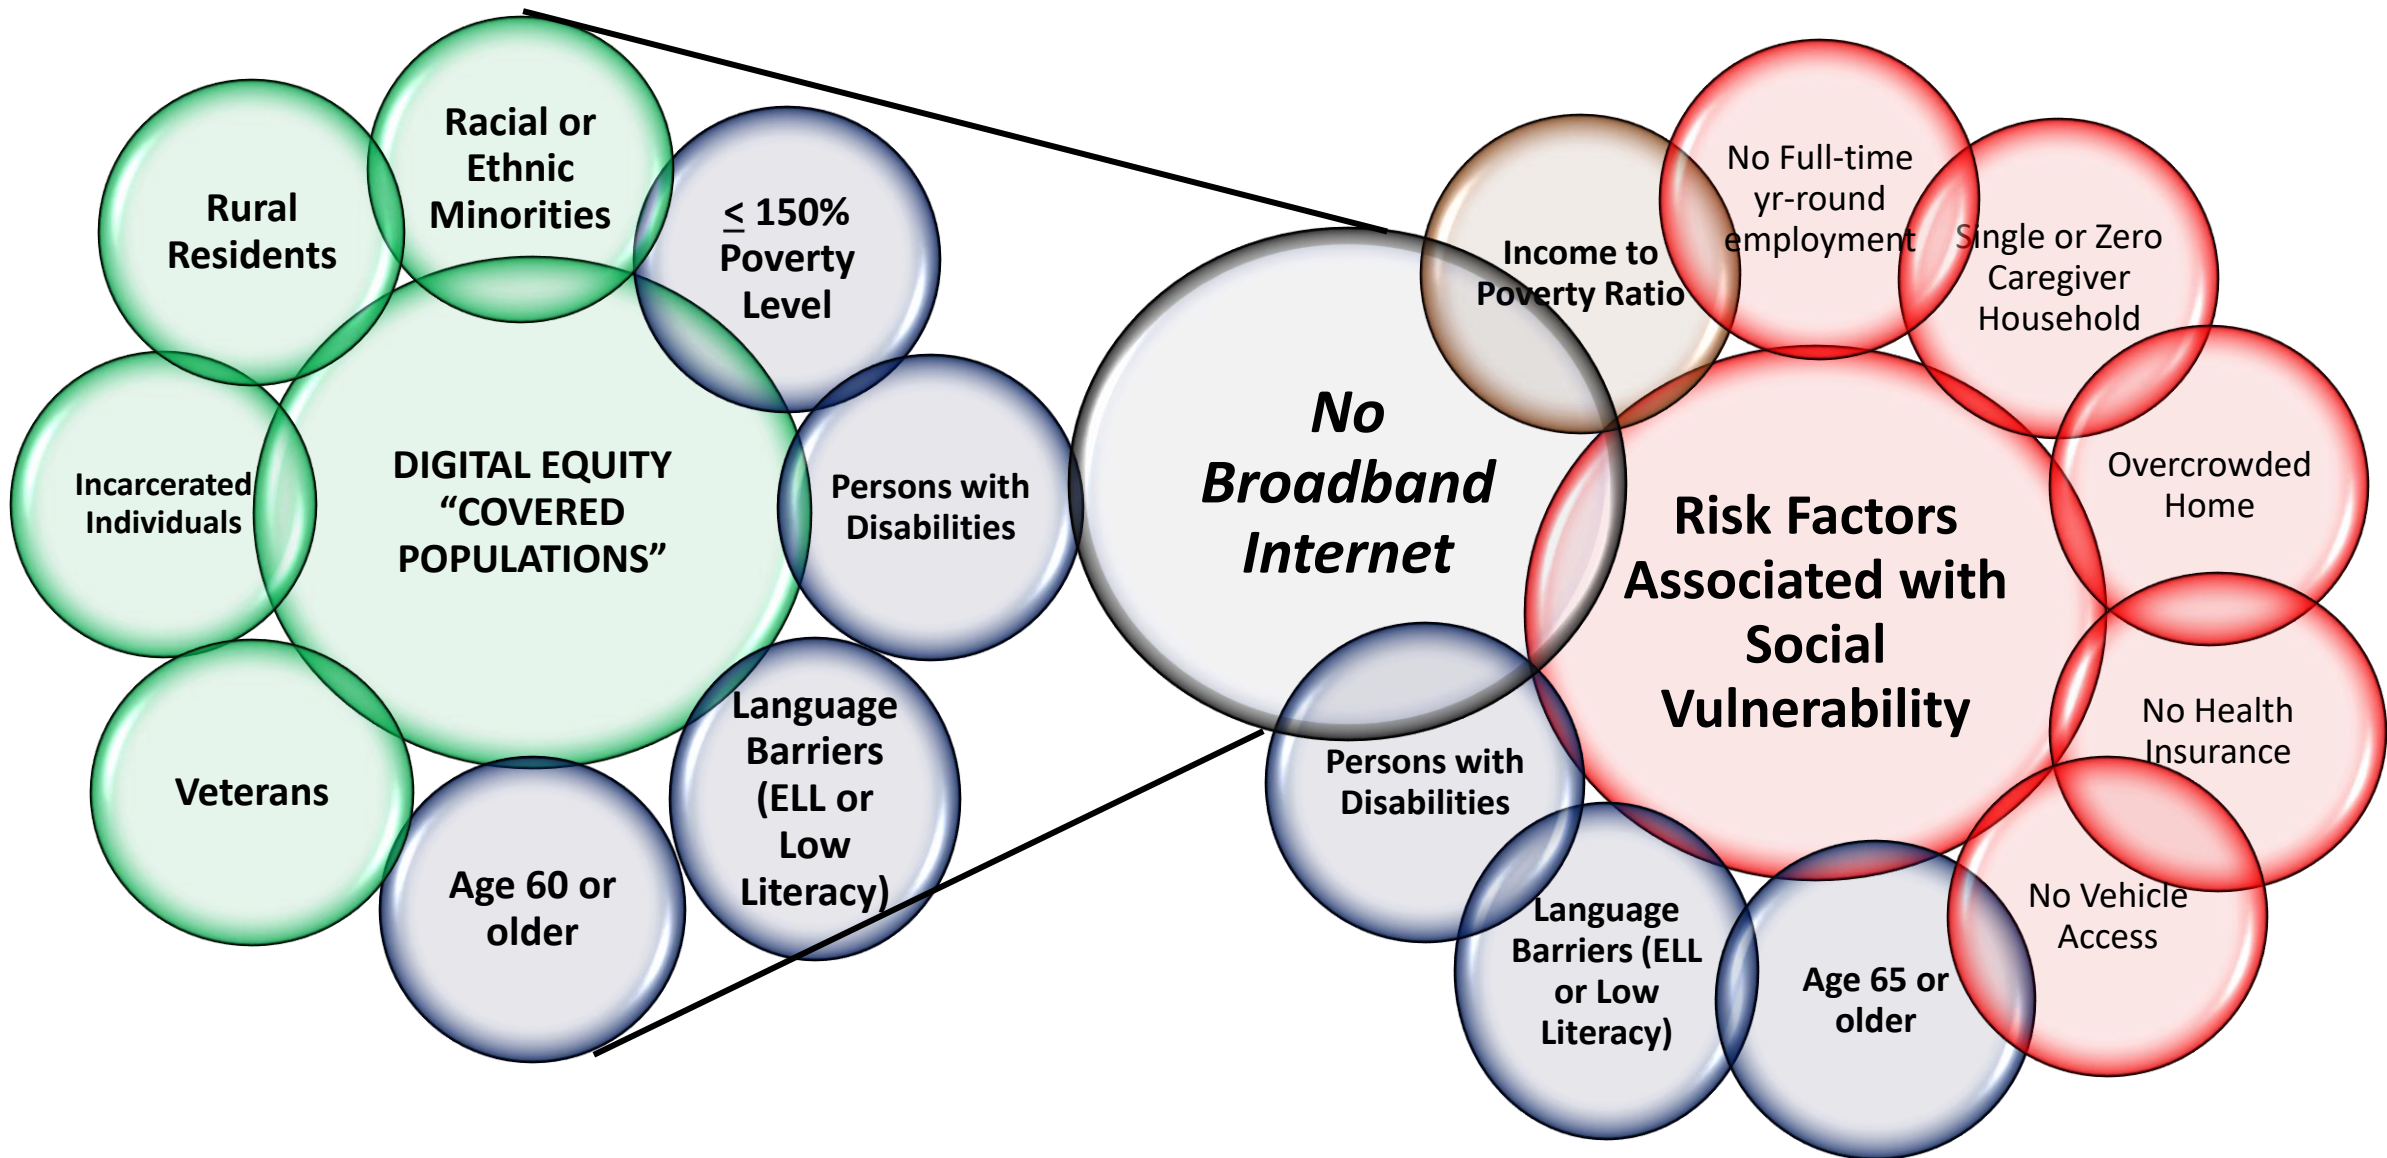 Racial or
Ethnic
Minorities
Rural
Residents
≤ 150%
Poverty
Level
Incarcerated
Individuals
DIGITAL EQUITY
“COVERED
POPULATIONS”
Persons with
Disabilities
Veterans
Language
Barriers
(ELL or
Low
Literacy)
Age 60 or
older
No
Broadband
Internet
Income to
Poverty Ratio
No Full-time
yr-round
employment
Single or Zero
Caregiver
Household
Overcrowded
Home
Risk Factors
Associated with
Social
Vulnerability
No Health
Insurance
Persons with
Disabilities
Language
Barriers (ELL
or Low
Literacy)
Age 65 or
older
No Vehicle
Access